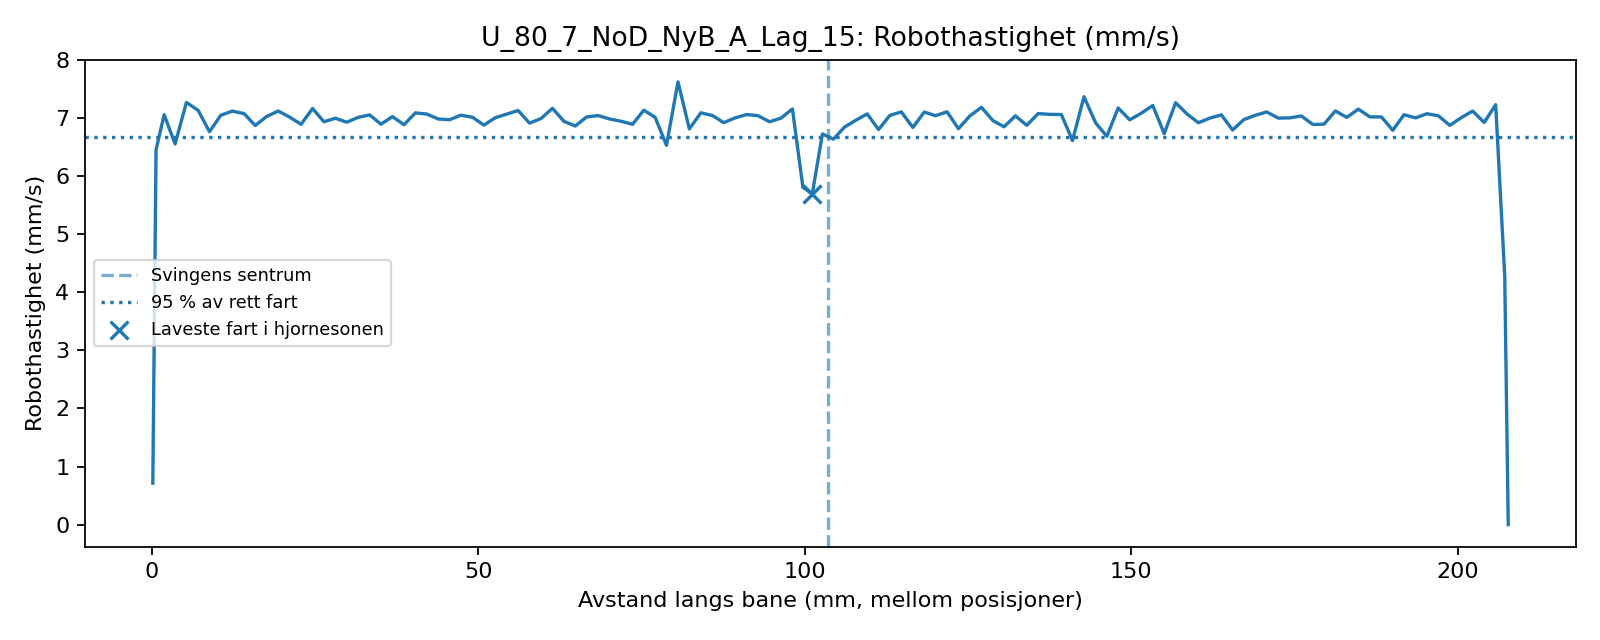 U_80_7_NoD_NyB_A_Lag_15: Robothastighet (mm/s)
Robothastighet (mm/s)
8
7
6
5
4
3
2
1
0
Svingens sentrum
95 % av rett fart
Laveste fart i hjornesonen
0 50 100 150 200
Avstand langs bane (mm, mellom posisjoner)